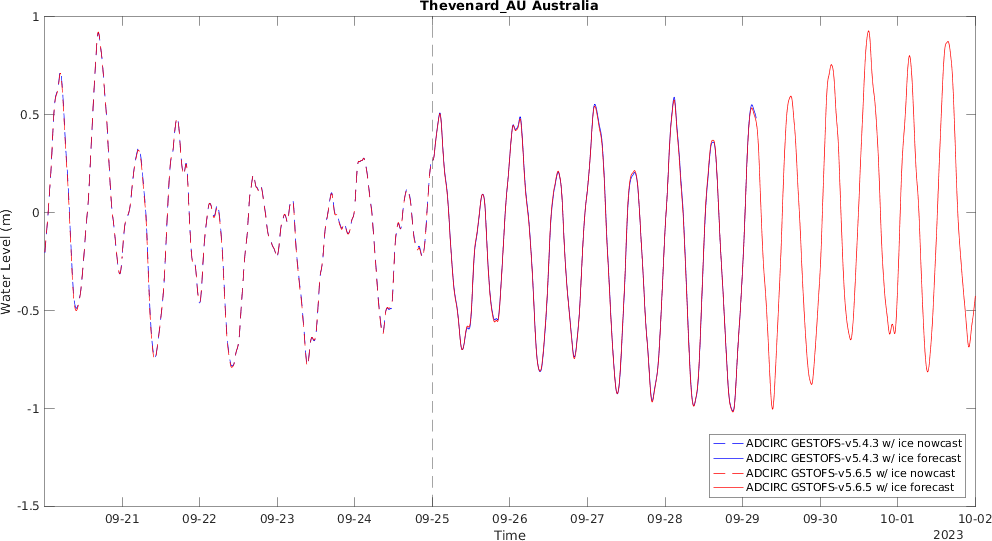 Thevenard_AU Australia
1
0.5
0
-0.5
-1
-1.5
Water Level (m)
ADCIRC GESTOFS-v5.4.3 w/ ice nowcast
ADCIRC GESTOFS-v5.4.3 w/ ice forecast
ADCIRC GSTOFS-v5.6.5 w/ ice nowcast
ADCIRC GSTOFS-v5.6.5 w/ ice forecast
09-21 09-22 09-23 09-24 09-25 09-26 09-27 09-28 09-29 09-30 10-01 10-02
Time
2023